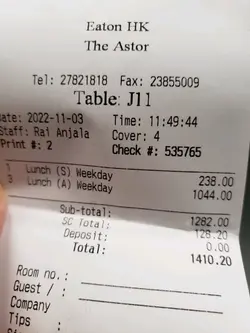 Eaton HK
The Astor
Tel: 27821818 Fax: 23855009
Table: J11
Date: 2022-11-03 Time: 11:49:44
Staff: Rai Anjala Cover: 4
Print #: 2 Check #: 535765
1 Lunch (S) Weekday 238.00
3 Lunch (A) Weekday 1044.00
Sub-total: 1282.00
SC Total: 128.20
Deposit: 0.00
Total: 1410.20
Room no.:
Guest / :
Company
Tips :